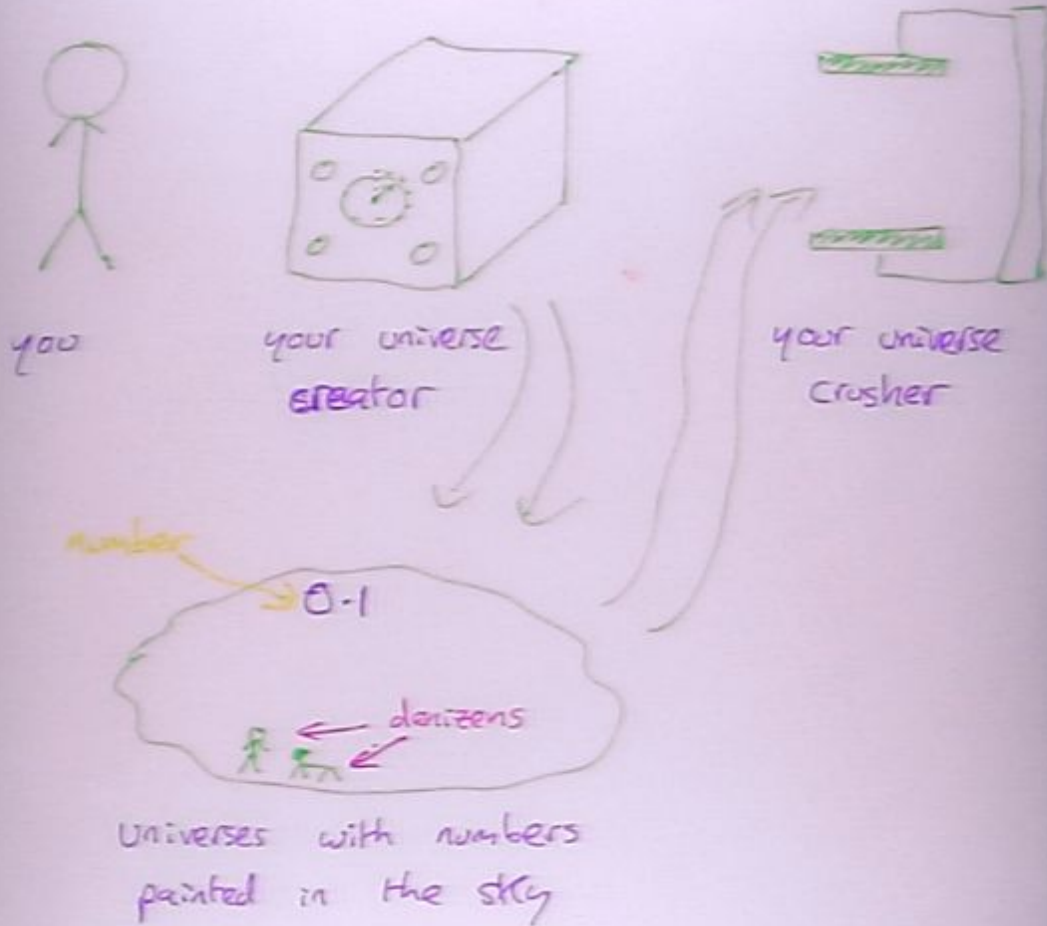 you
your universe
creator
your universe
crusher
number
0.1
denizens
universes with numbers
painted in the sky